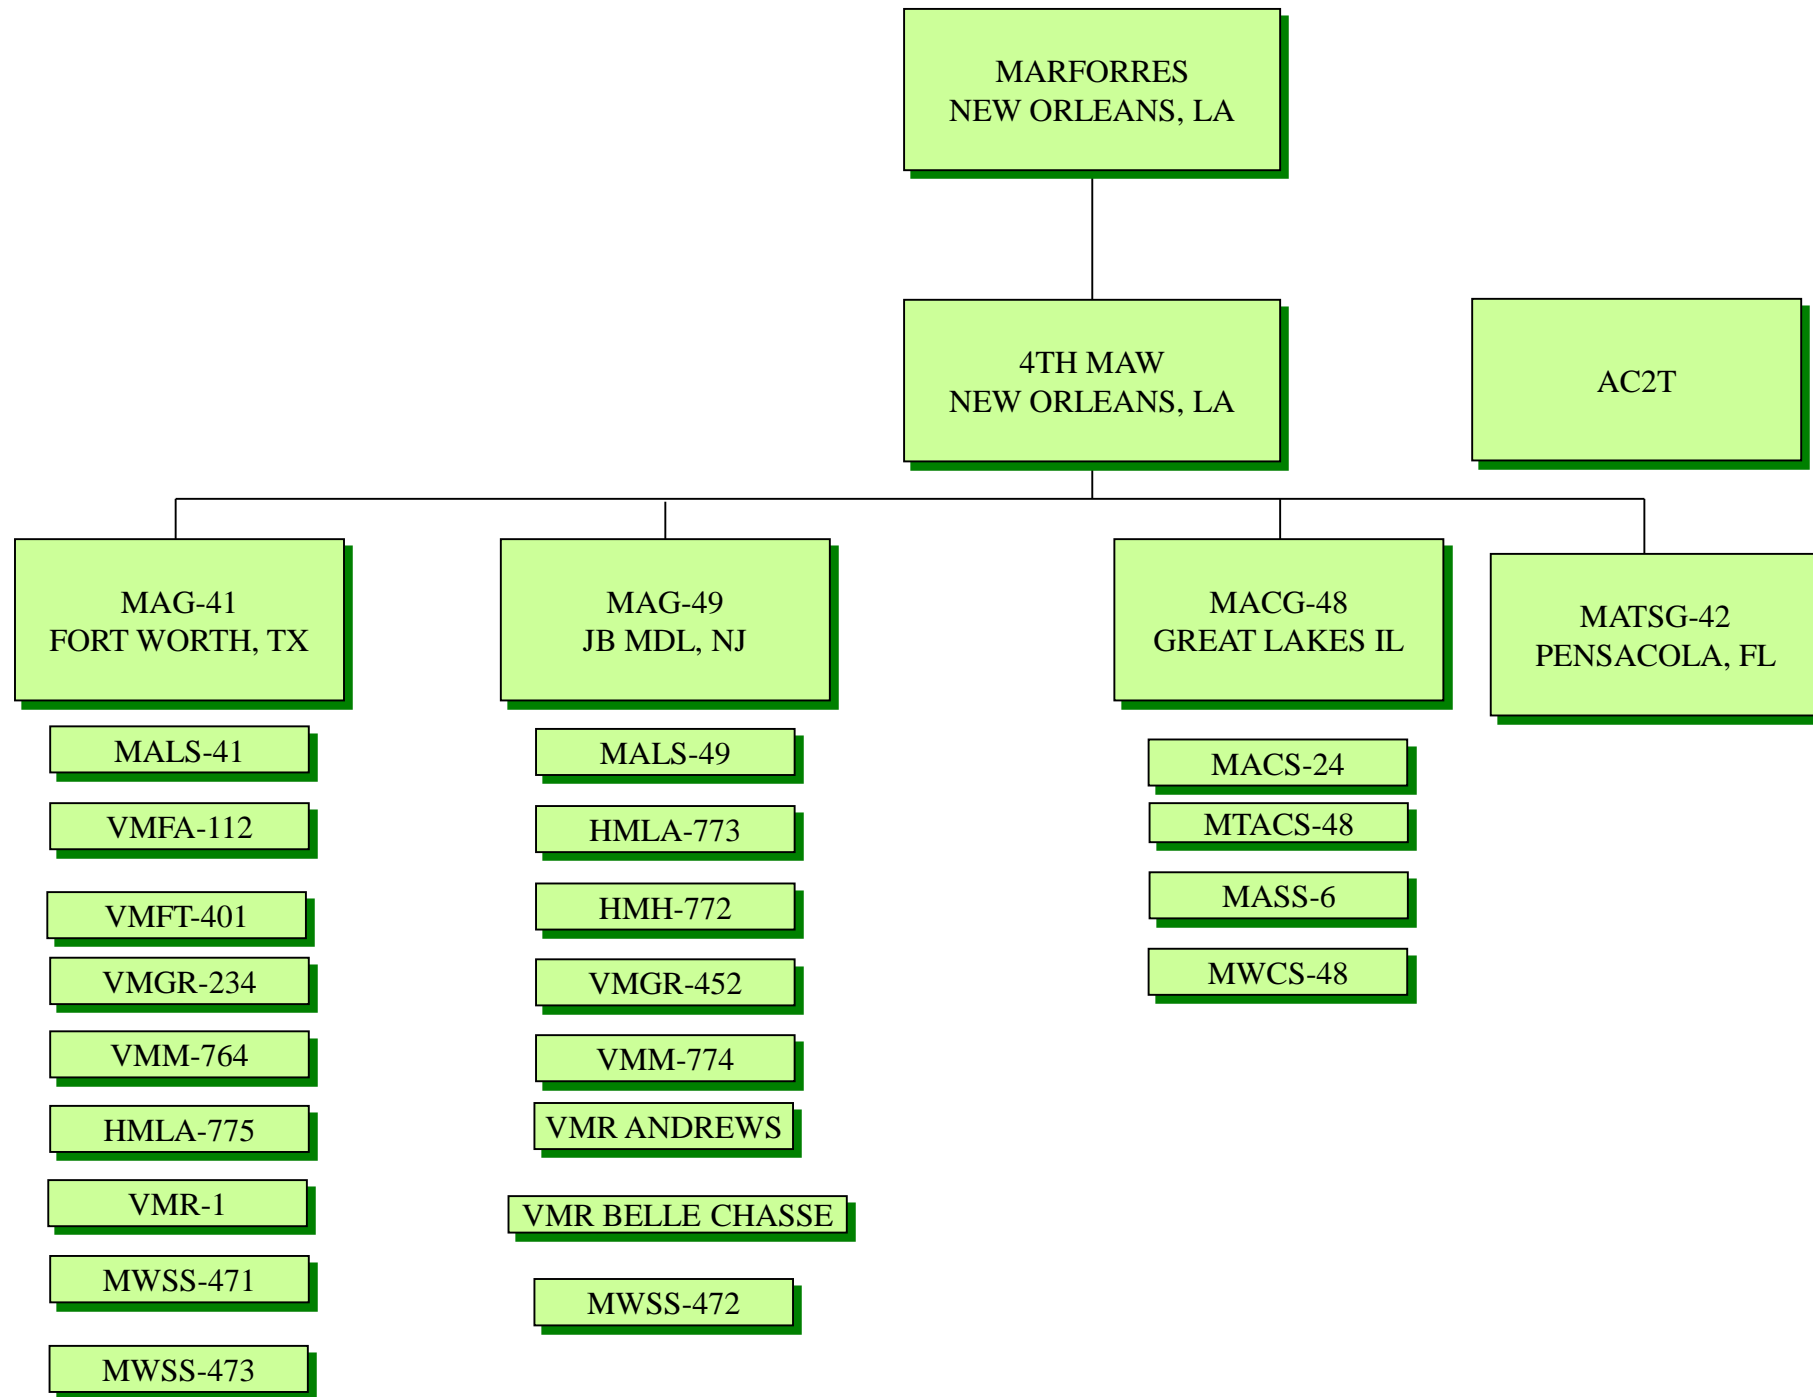 MARFORRES
NEW ORLEANS, LA
4TH MAW
NEW ORLEANS, LA
AC2T
MAG-41
FORT WORTH, TX
MAG-49
JB MDL, NJ
MACG-48
GREAT LAKES IL
MATSG-42
PENSACOLA, FL
MALS-41
VMFA-112
VMFT-401
VMGR-234
VMM-764
HMLA-775
VMR-1
MWSS-471
MWSS-473
MALS-49
HMLA-773
HMH-772
VMGR-452
VMM-774
VMR ANDREWS
VMR BELLE CHASSE
MWSS-472
MACS-24
MTACS-48
MASS-6
MWCS-48